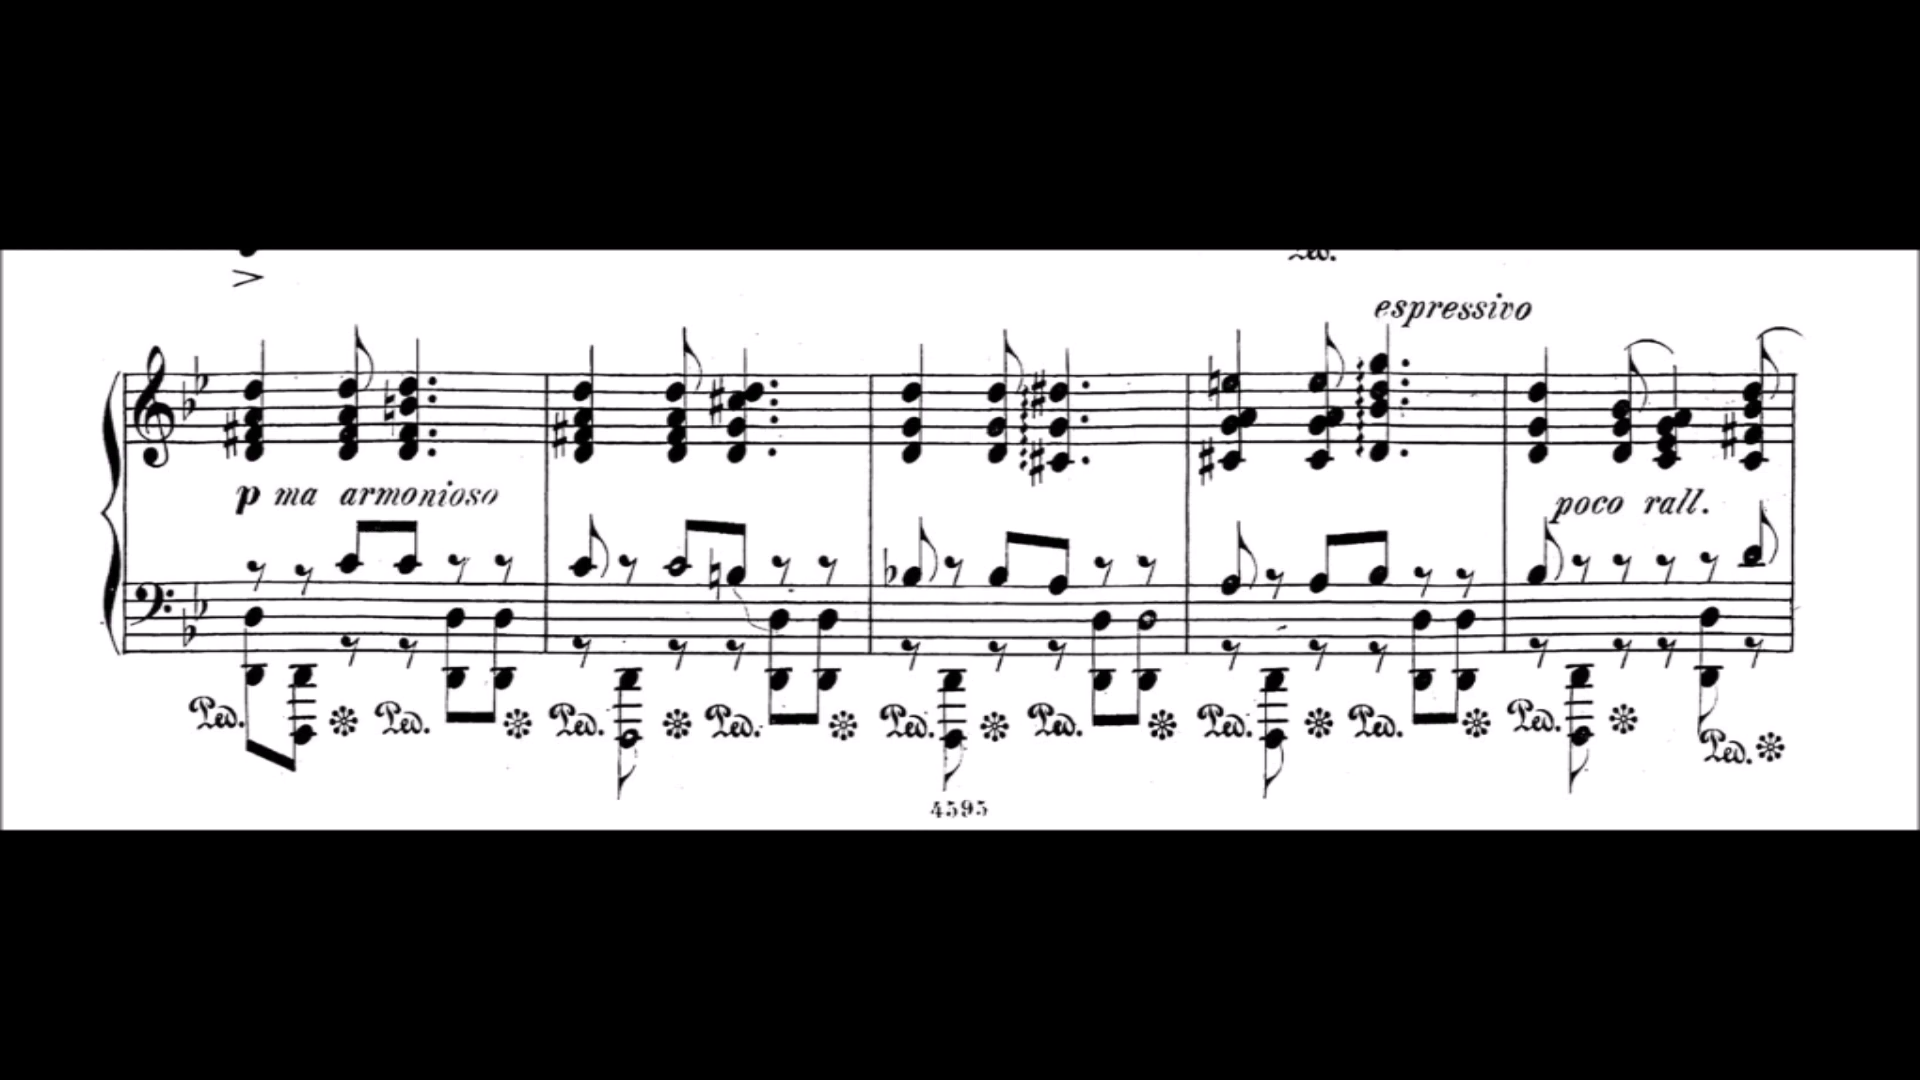 espressivo
p ma armonioso
poco rall.
Ped. Ped. Ped. Ped. Ped. Ped. Ped. Ped. Ped. Ped.
4595